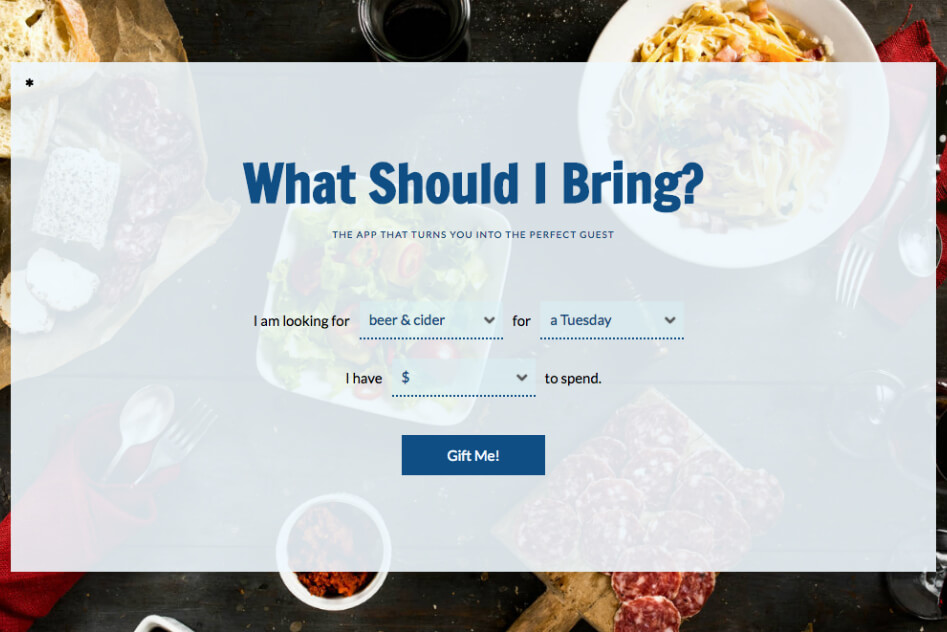 *
What Should I Bring?
THE APP THAT TURNS YOU INTO THE PERFECT GUEST
I am looking for beer & cider for a Tuesday
I have $ to spend.
Gift Me!